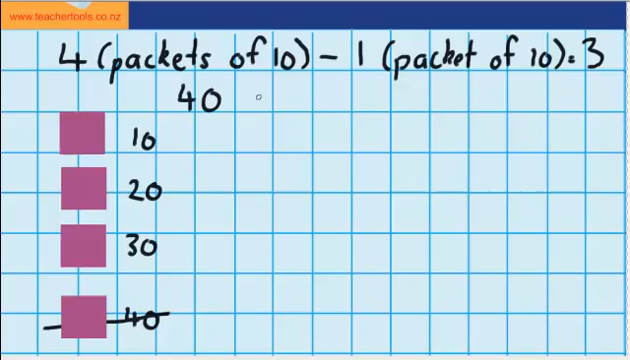 www.teachertools.co.nz
4 (packets of 10) - 1 (packet of 10) = 3
40
10
20
30
40